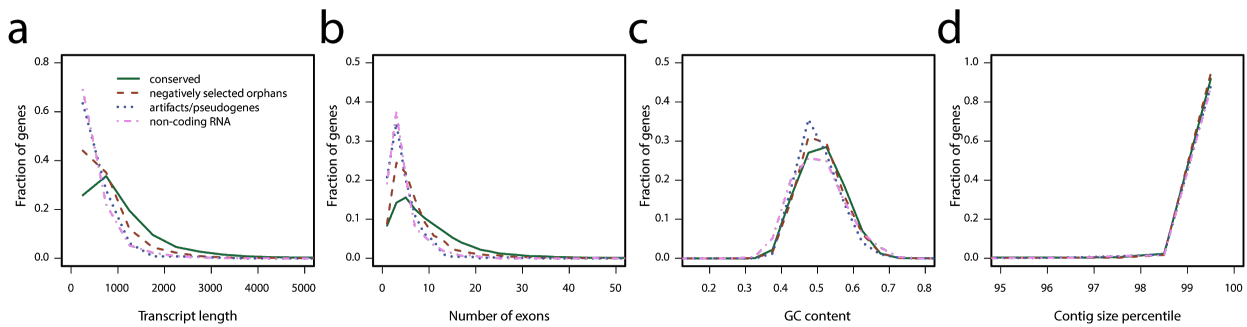 a
b
c
d
0.8
0.6
0.4
0.2
0.0
Fraction of genes
conserved
negatively selected orphans
artifacts/pseudogenes
non-coding RNA
0 1000 2000 3000 4000 5000
Transcript length
0.5
0.4
0.3
0.2
0.1
0.0
Fraction of genes
0 10 20 30 40 50
Number of exons
0.5
0.4
0.3
0.2
0.1
0.0
Fraction of genes
0.2 0.3 0.4 0.5 0.6 0.7 0.8
GC content
1.0
0.8
0.6
0.4
0.2
0.0
Fraction of genes
95 96 97 98 99 100
Contig size percentile